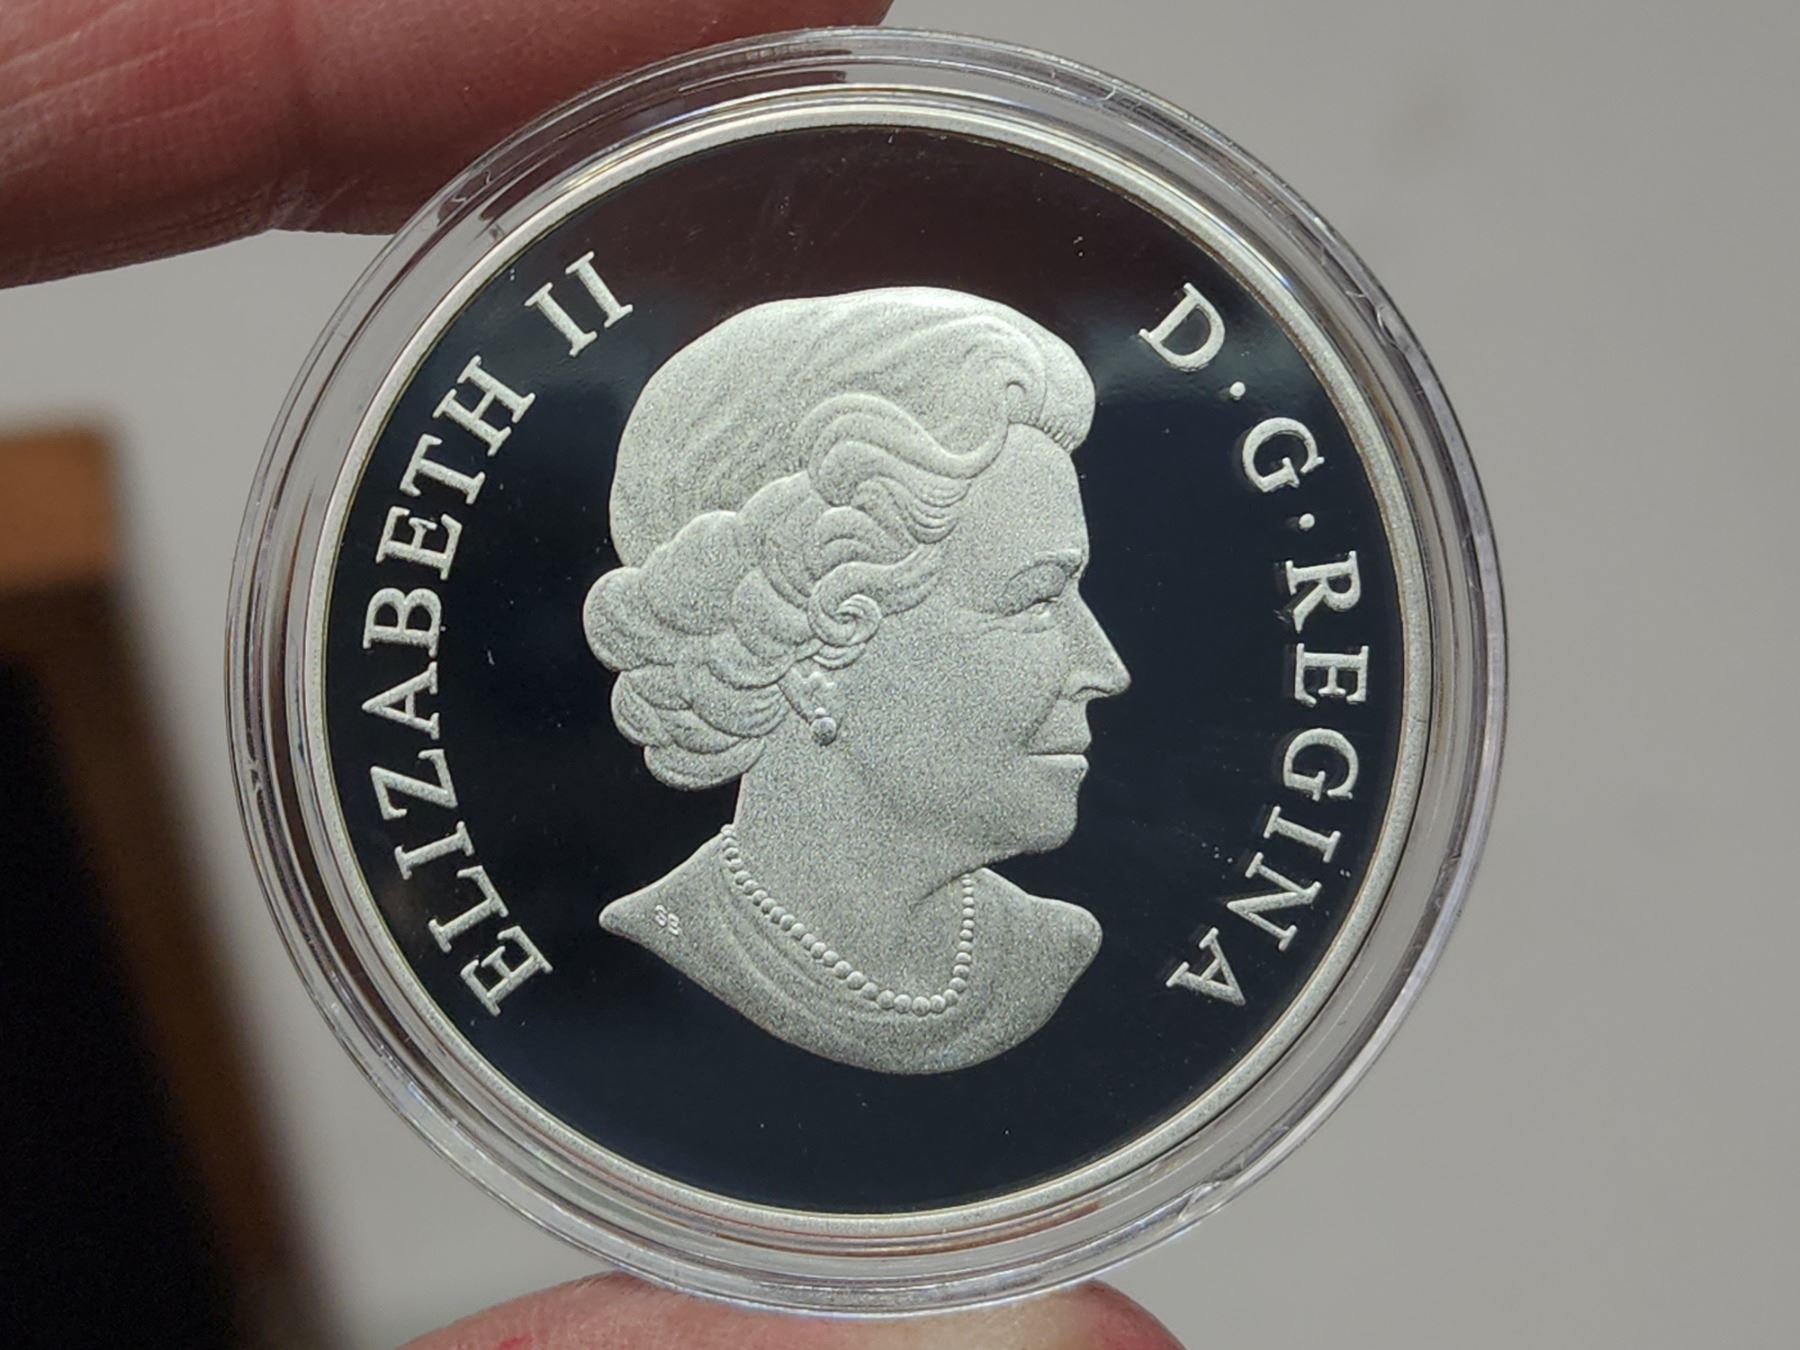 ELIZABETH II
D.G.REGINA
SB